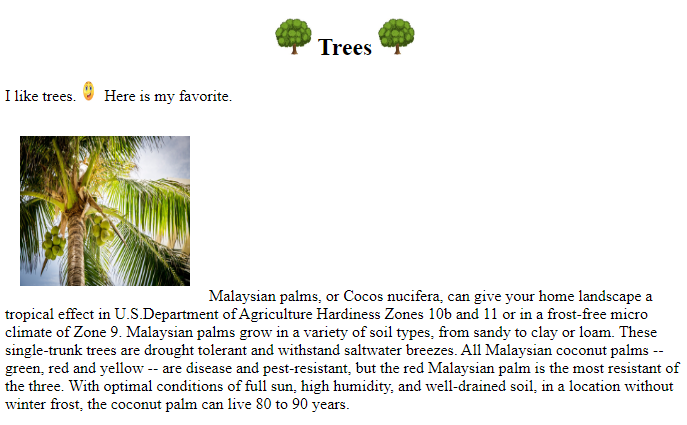 Trees
I like trees. Here is my favorite.
Malaysian palms, or Cocos nucifera, can give your home landscape a
tropical effect in U.S.Department of Agriculture Hardiness Zones 10b and 11 or in a frost-free micro
climate of Zone 9. Malaysian palms grow in a variety of soil types, from sandy to clay or loam. These
single-trunk trees are drought tolerant and withstand saltwater breezes. All Malaysian coconut palms --
green, red and yellow -- are disease and pest-resistant, but the red Malaysian palm is the most resistant of
the three. With optimal conditions of full sun, high humidity, and well-drained soil, in a location without
winter frost, the coconut palm can live 80 to 90 years.